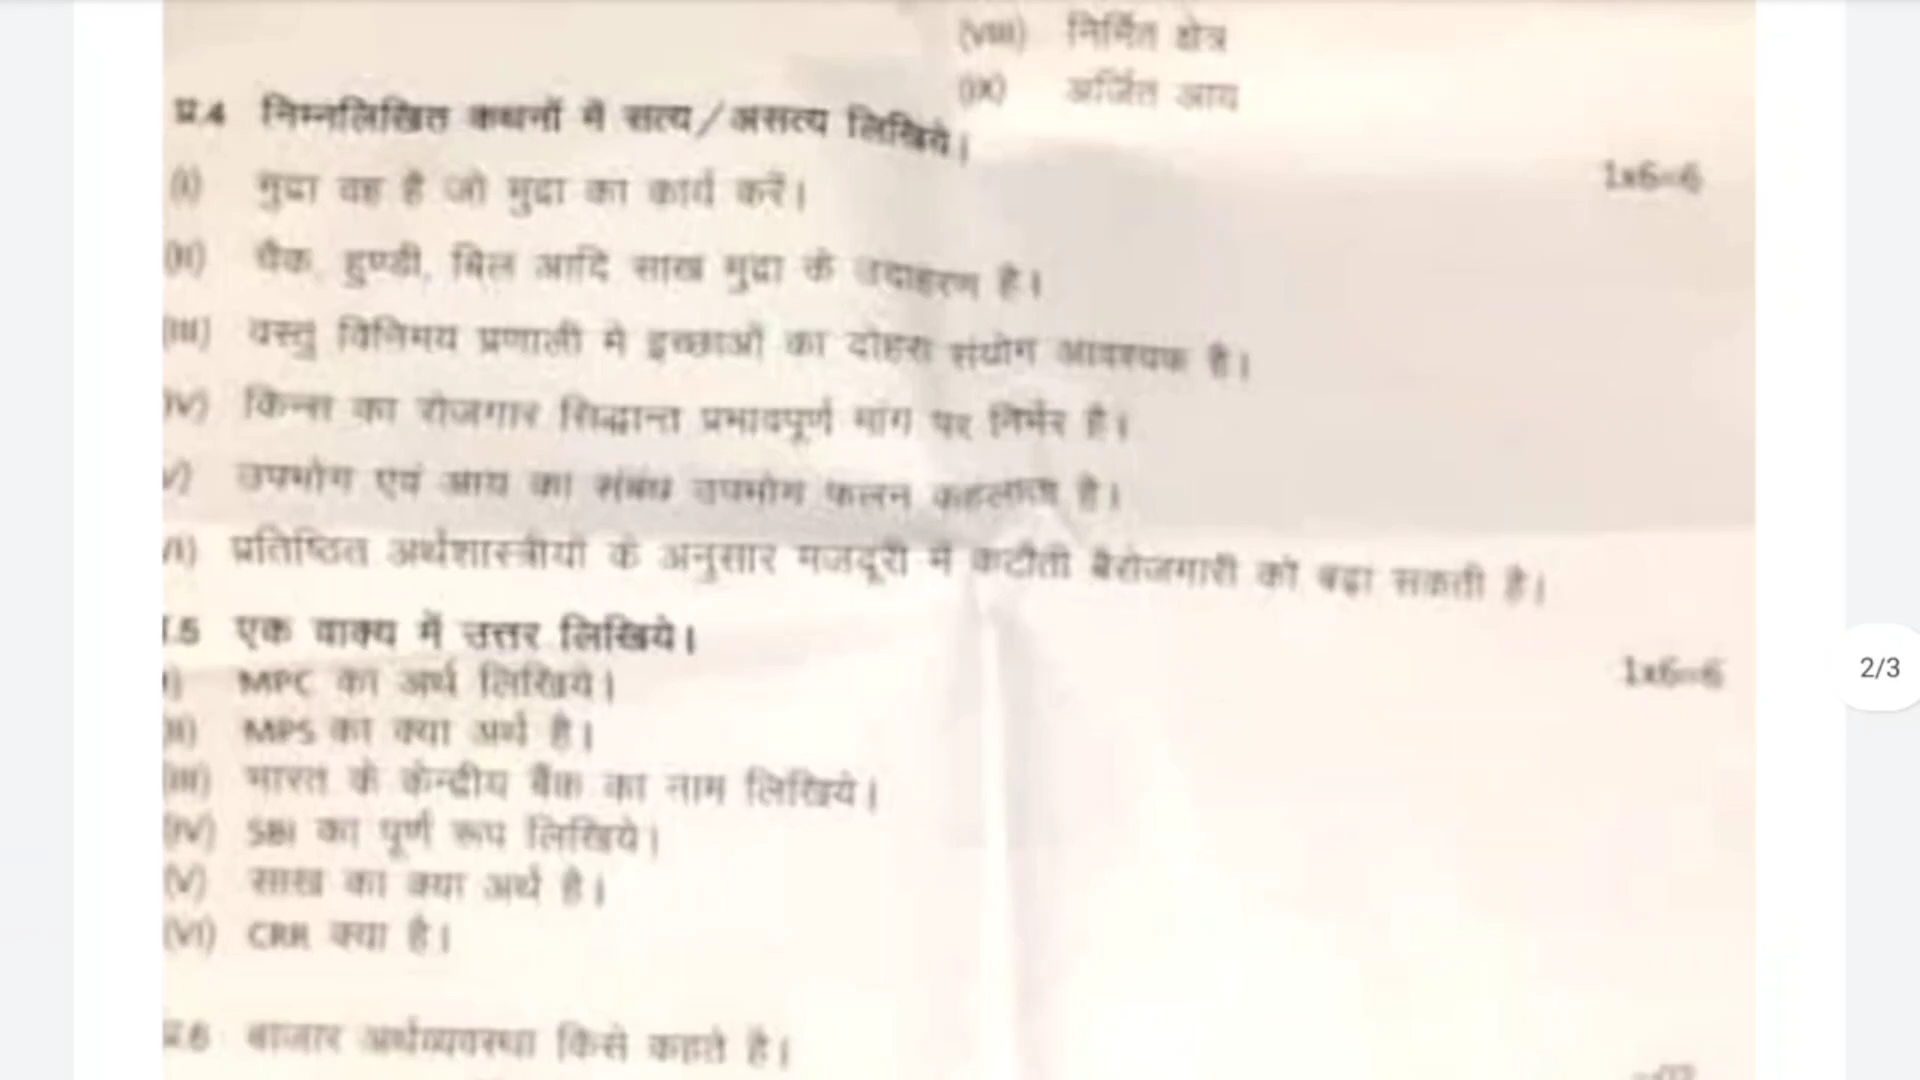 (VIII) निर्मित क्षेत्र
(IX) अर्जित आय
प्र.4 निम्नलिखित कथनों में सत्य/असत्य लिखिये।
1x6=6
(I) मुद्रा वह है जो मुद्रा का कार्य करें।
(II) चैक, हुण्डी, बिल आदि साख मुद्रा के उदाहरण है।
(III) वस्तु विनिमय प्रणाली मे इच्छाओं का दोहरा संयोग आवश्यक है।
IV) किन्स का रोजगार सिद्धान्त प्रभावपूर्ण मांग पर निर्भर है।
V) उपभोग एवं आय का संबंध उपभोग फलन कहलाता है।
VI) प्रतिष्ठित अर्थशास्त्रीयों के अनुसार मजदूरी में कटौती बैरोजगारी को बढ़ा सकती है।
.5 एक वाक्य में उत्तर लिखिये।
1x6=6
I) MPC का अर्थ लिखिये।
II) MPS का क्या अर्थ है।
(III) भारत के केन्द्रीय बैंक का नाम लिखिये।
(IV) SBI का पूर्ण रूप लिखिये।
(V) साख का क्या अर्थ है।
(VI) CRR क्या है।
प्र.6 बाजार अर्थव्यवस्था किसे कहते है।
2/3